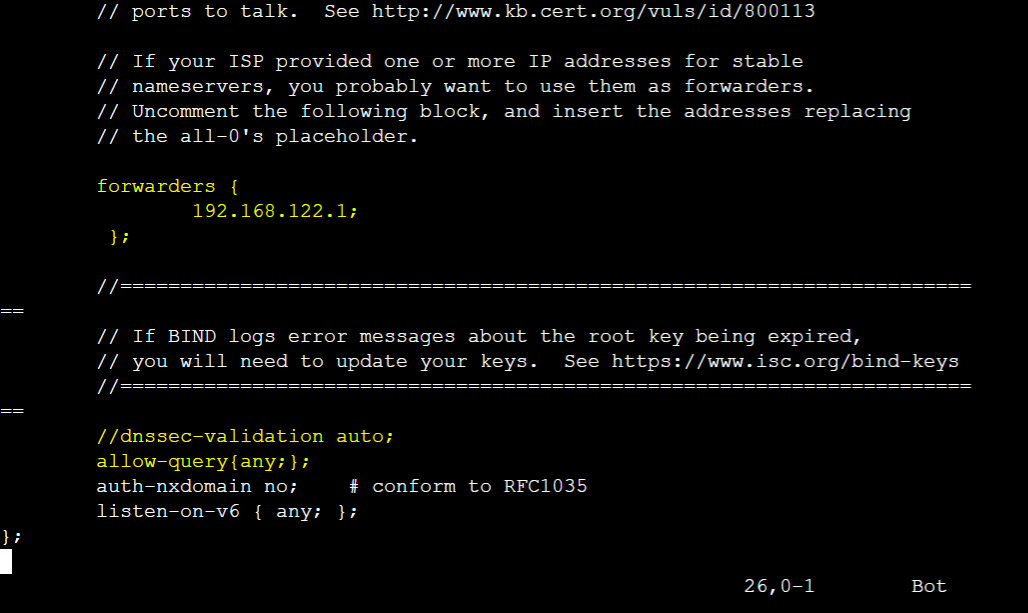 // ports to talk.  See http://www.kb.cert.org/vuls/id/800113
// If your ISP provided one or more IP addresses for stable
// nameservers, you probably want to use them as forwarders.
// Uncomment the following block, and insert the addresses replacing
// the all-0's placeholder.
forwarders {
192.168.122.1;
};
//=======================================================================
==
// If BIND logs error messages about the root key being expired,
// you will need to update your keys.  See https://www.isc.org/bind-keys
//=======================================================================
==
//dnssec-validation auto;
allow-query{any;};
auth-nxdomain no;    # conform to RFC1035
listen-on-v6 { any; };
};
26,0-1        Bot